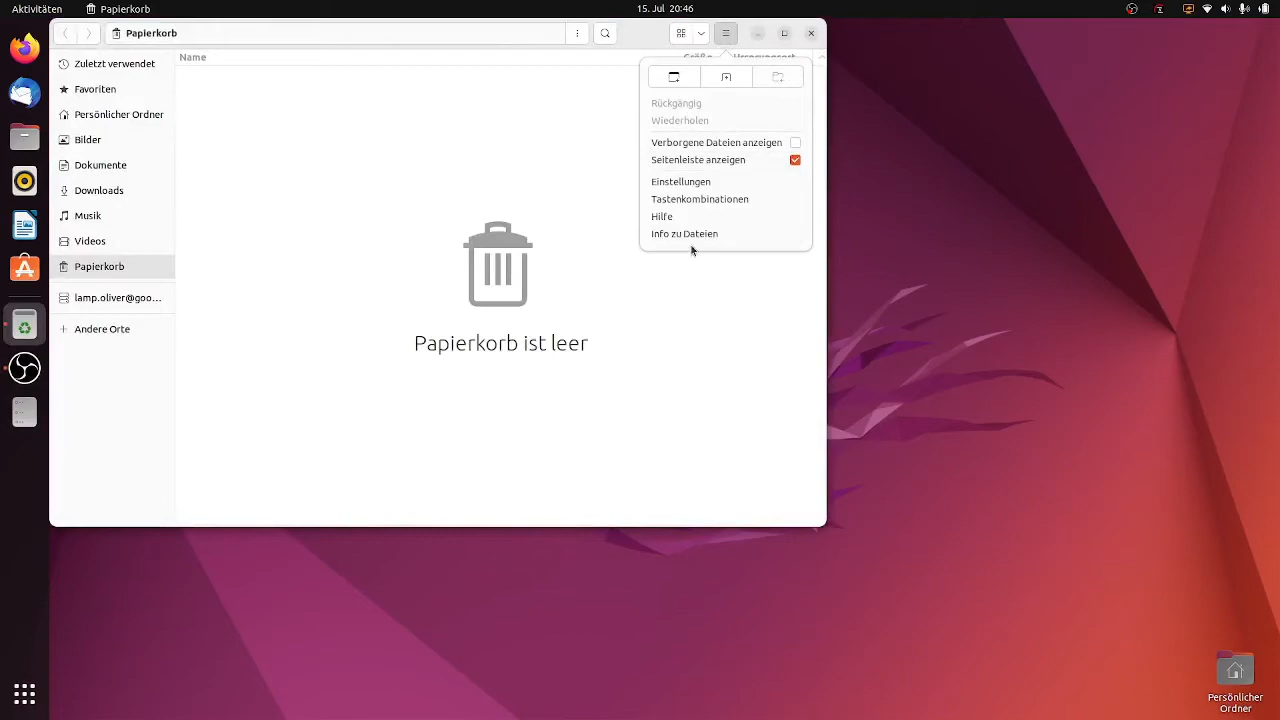 Aktivitäten
Papierkorb
15. Jul 20:46
Papierkorb
Name
Zuletzt verwendet
Favoriten
Persönlicher Ordner
Bilder
Dokumente
Downloads
Musik
Videos
Papierkorb
lamp.oliver@goo...
Andere Orte
Rückgängig
Wiederholen
Verborgene Dateien anzeigen
Seitenleiste anzeigen
Einstellungen
Tastenkombinationen
Hilfe
Info zu Dateien
Papierkorb ist leer
Persönlicher
Ordner